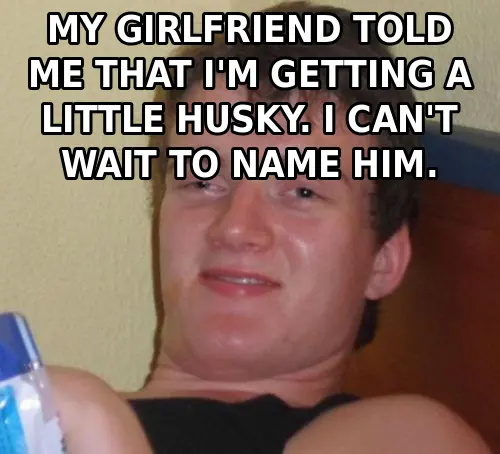 MY GIRLFRIEND TOLD
ME THAT I'M GETTING A
LITTLE HUSKY. I CAN'T
WAIT TO NAME HIM.